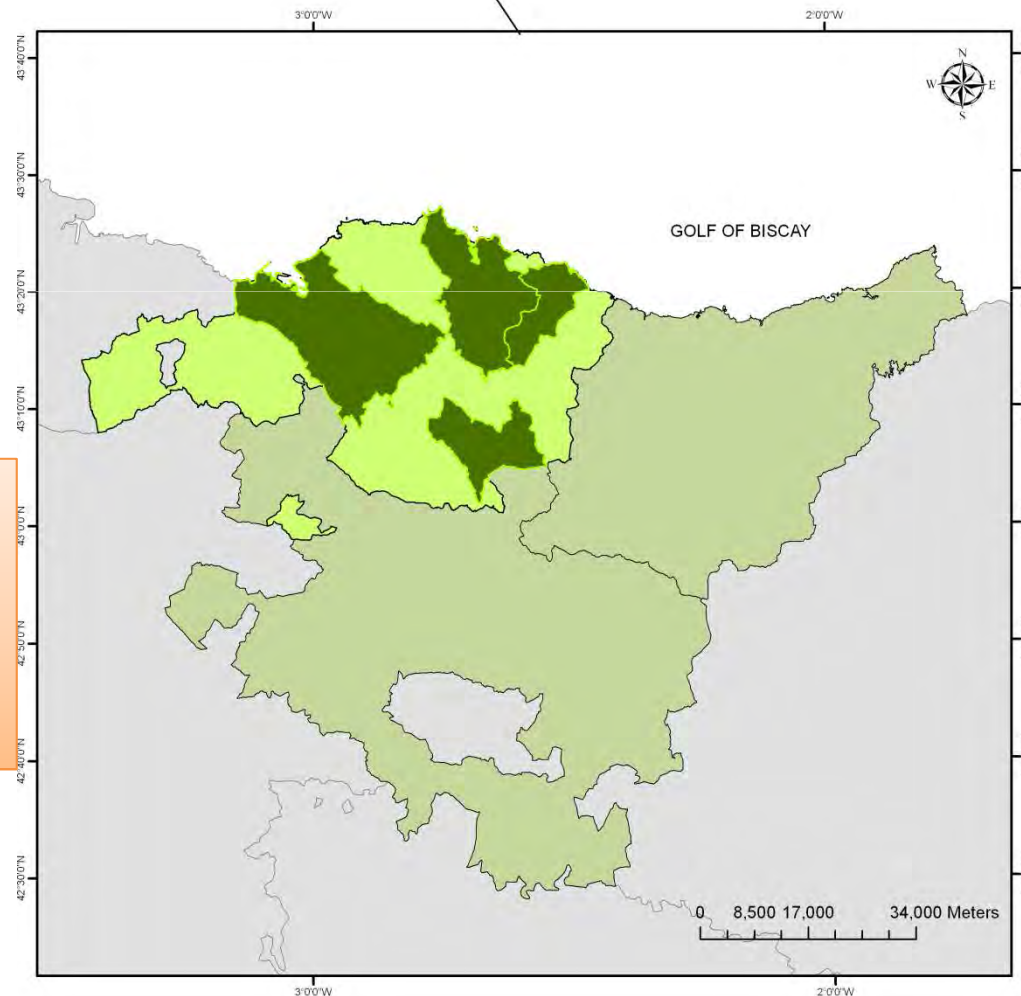 3°0'0"W 2°0'0"W
43°40'0"N
43°30'0"N
43°20'0"N
43°10'0"N
43°0'0"N
42°50'0"N
42°40'0"N
42°30'0"N
N
W E
S
GOLF OF BISCAY
0 8,500 17,000 34,000 Meters
3°0'0"W 2°0'0"W